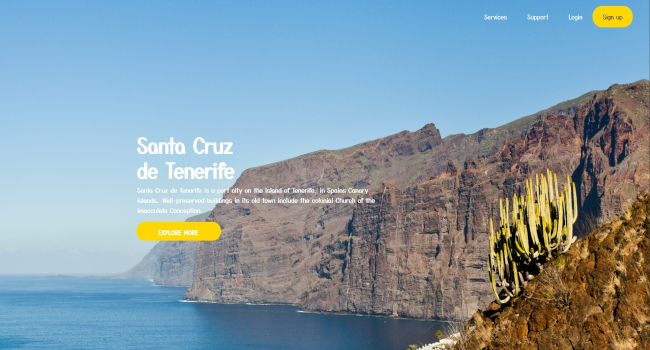 Services Support Login Sign up
Santa Cruz
de Tenerife
Santa Cruz de Tenerife is a port city on the island of Tenerife, in Spains Canary
Islands. Well-preserved buildings in its old town include the colonial Church of the
Immaculate Conception.
EXPLORE MORE